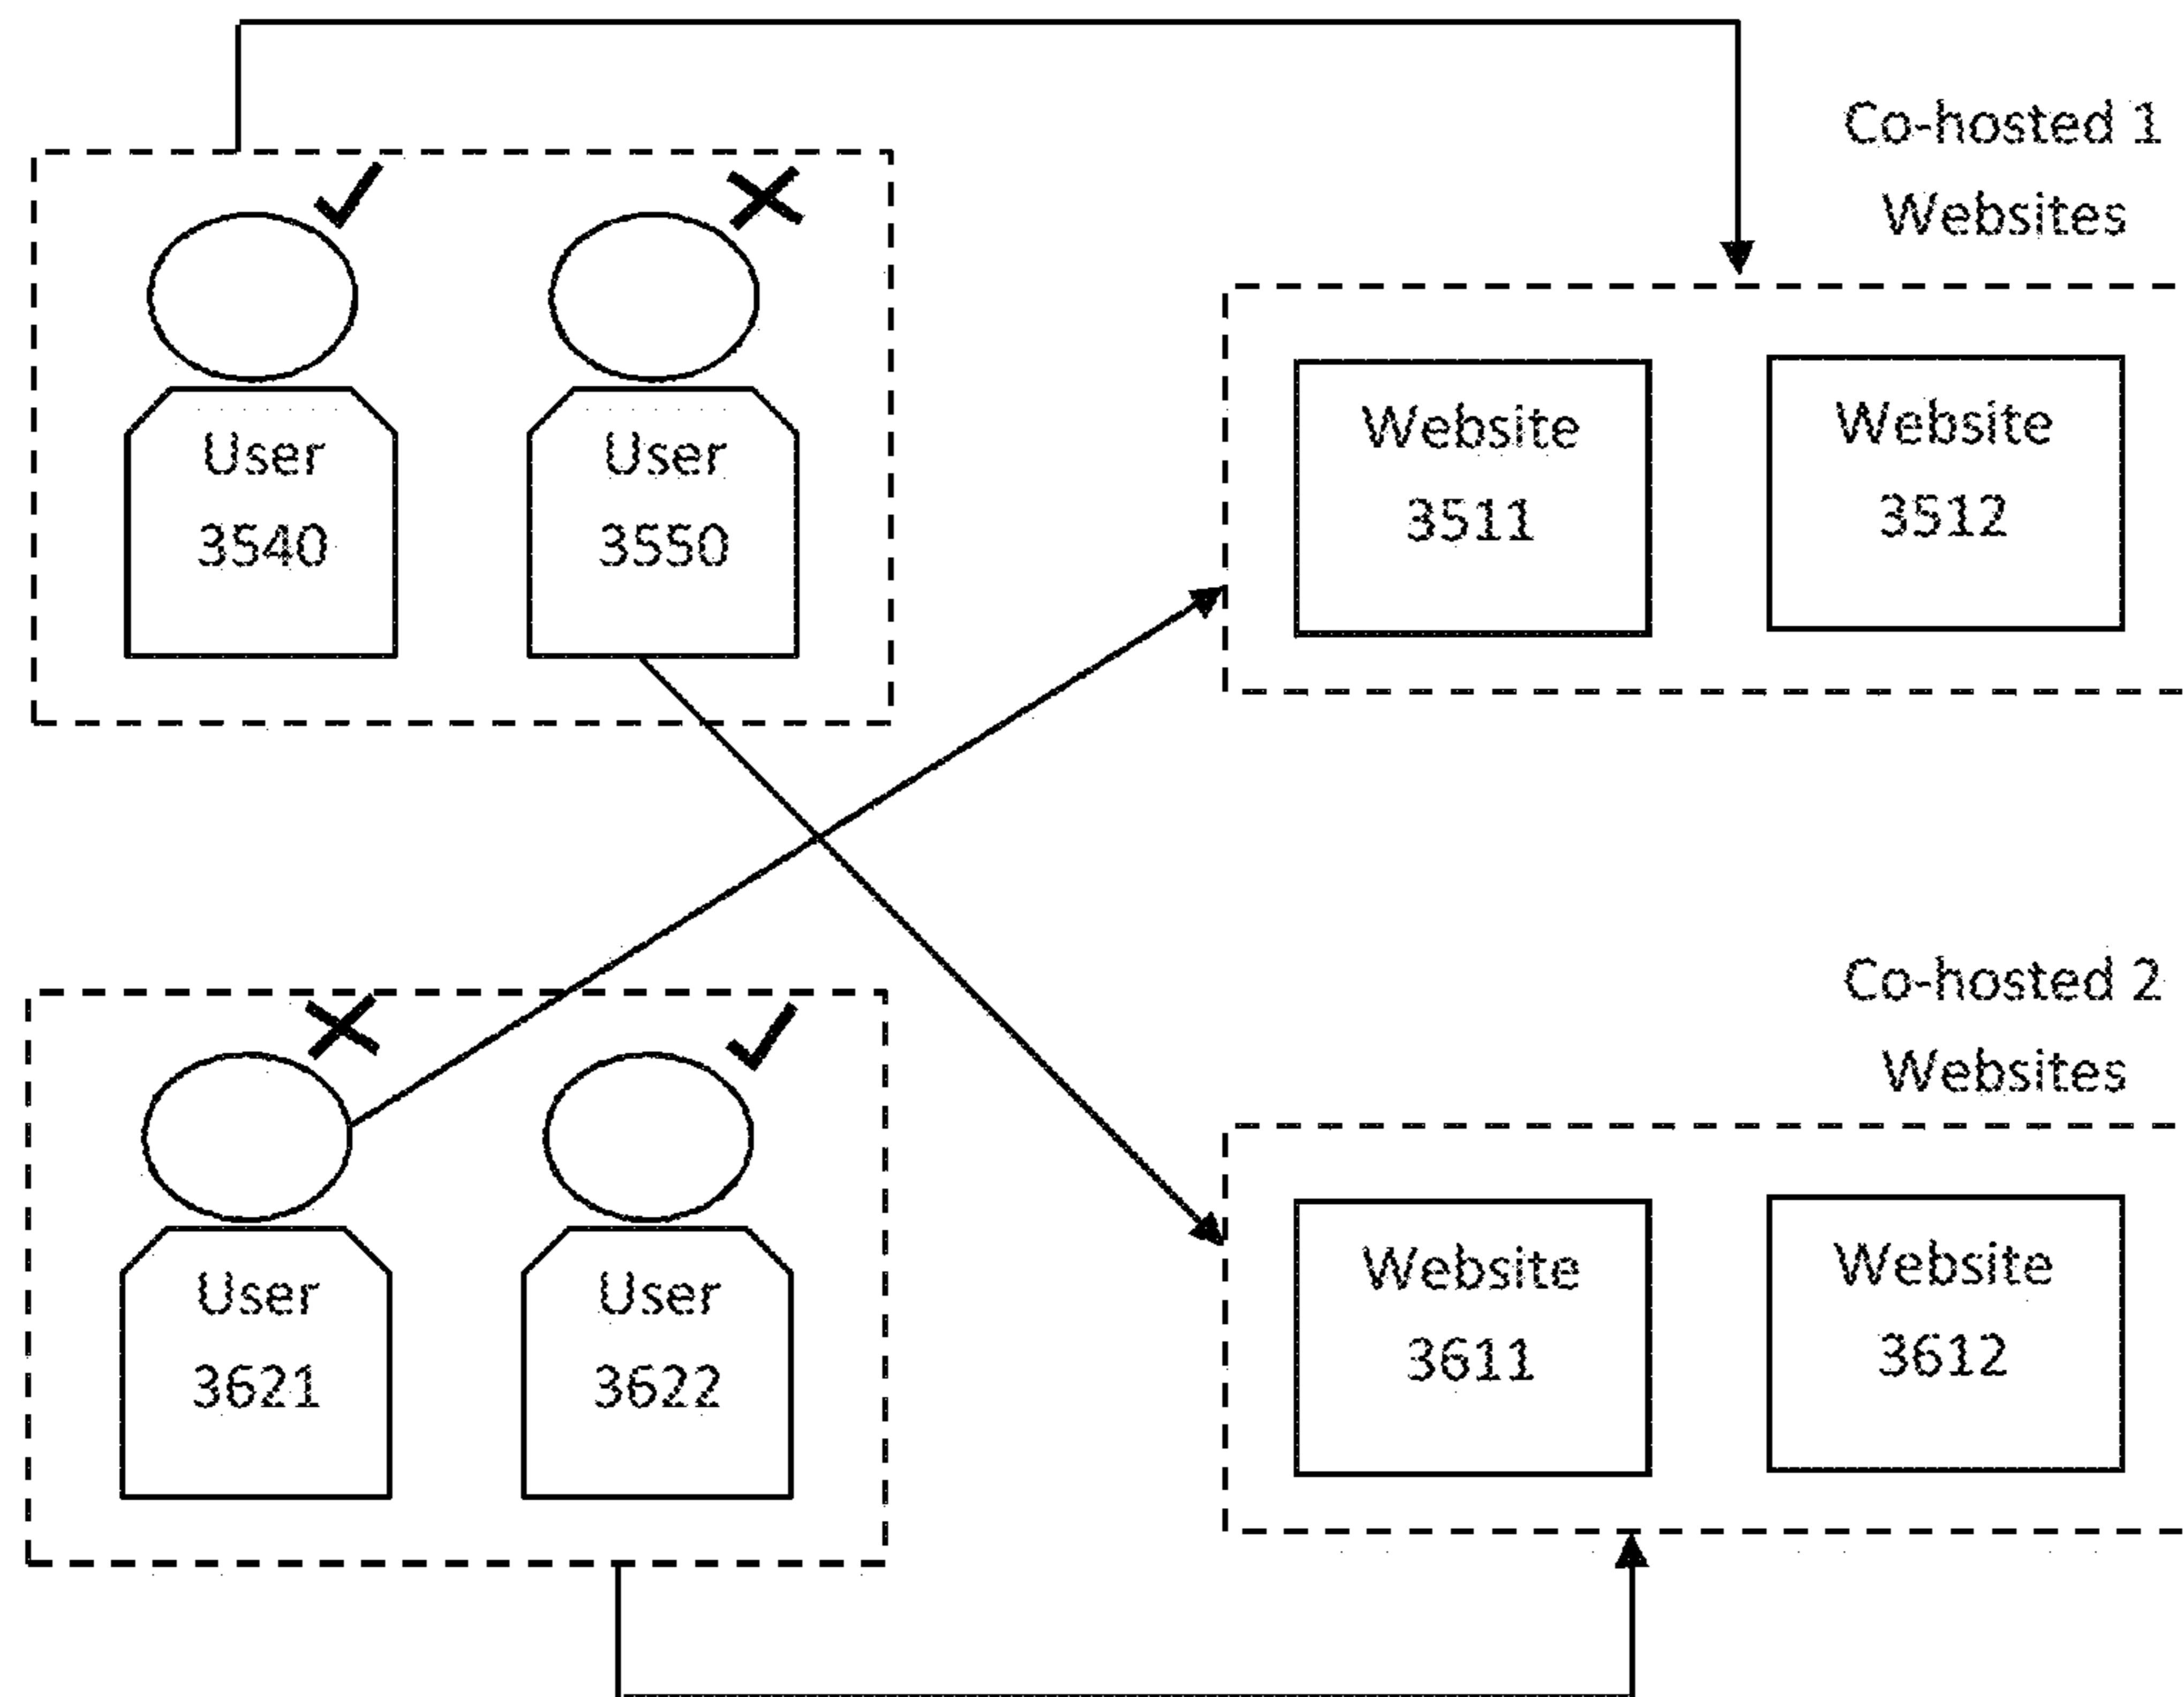 Co-hosted 1
Websites
User
3540
User
3550
Website
3511
Website
3512
Co-hosted 2
Websites
User
3621
User
3622
Website
3611
Website
3612